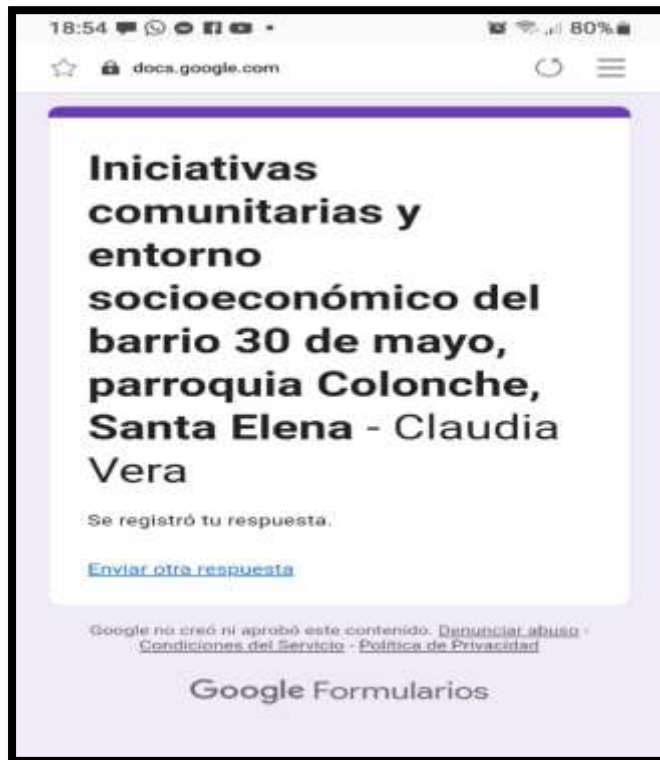 18:54
80%
docs.google.com
Iniciativas
comunitarias y
entorno
socioeconómico del
barrio 30 de mayo,
parroquia Colonche,
Santa Elena - Claudia
Vera
Se registró tu respuesta.
Enviar otra respuesta
Google no creó ni aprobó este contenido. Denunciar abuso -
Condiciones del Servicio - Política de Privacidad
Google Formularios